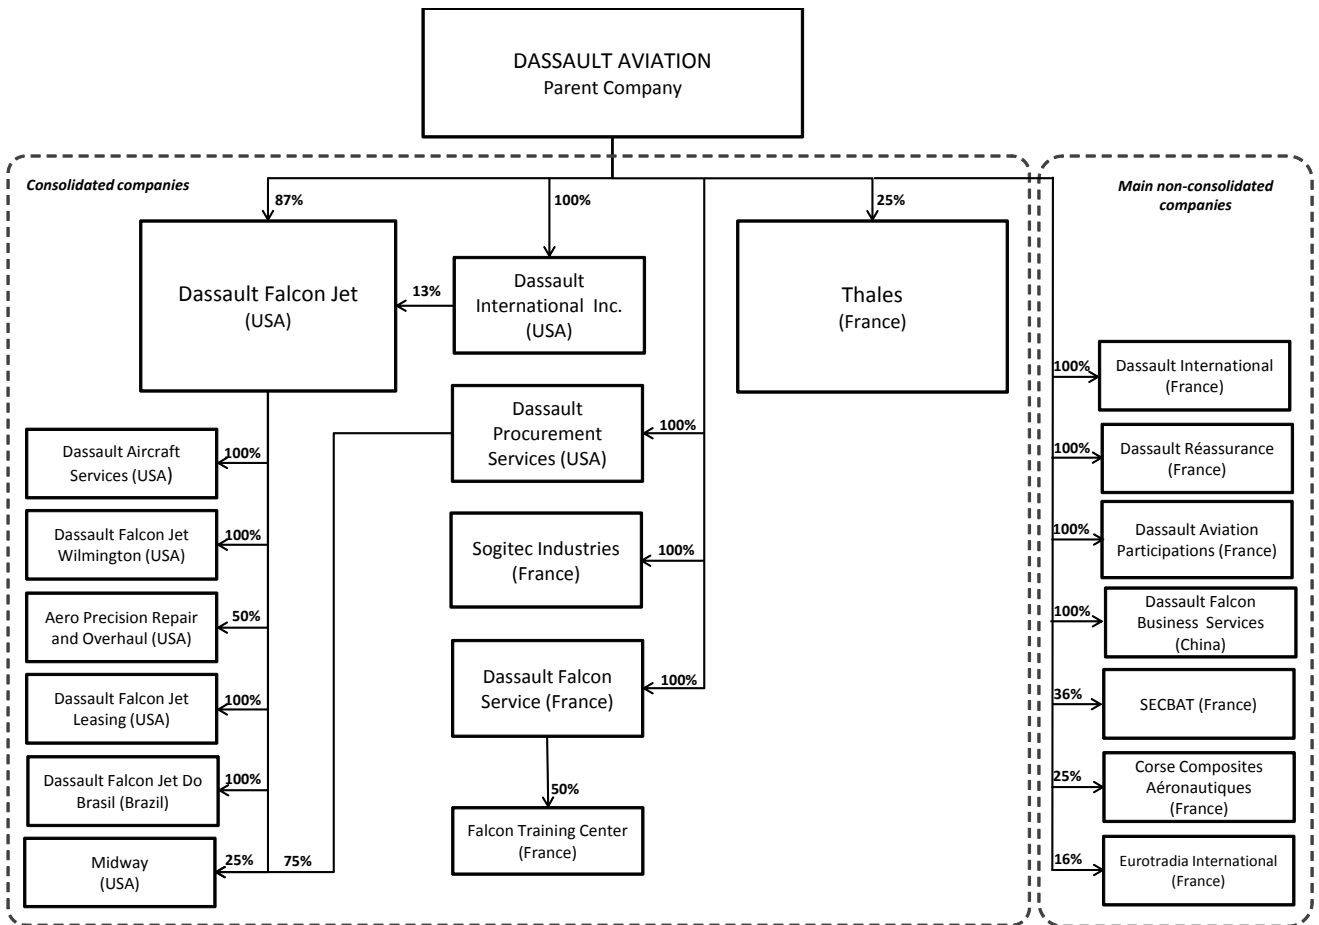 DASSAULT AVIATION
Parent Company
Consolidated companies
Main non-consolidated
companies
87%
100%
25%
Dassault Falcon Jet
(USA)
13%
Dassault
International Inc.
(USA)
Thales
(France)
100%
Dassault International
(France)
Dassault
Procurement
Services (USA)
100%
Dassault Aircraft
Services (USA)
100%
100%
Dassault Réassurance
(France)
Dassault Falcon Jet
Wilmington (USA)
100%
Sogitec Industries
(France)
100%
100%
Dassault Aviation
Participations (France)
Aero Precision Repair
and Overhaul (USA)
50%
100%
Dassault Falcon
Business Services
(China)
Dassault Falcon
Service (France)
100%
Dassault Falcon Jet
Leasing (USA)
100%
36%
SECBAT (France)
Dassault Falcon Jet Do
Brasil (Brazil)
100%
50%
25%
Corse Composites
Aéronautiques
(France)
Falcon Training Center
(France)
Midway
(USA)
25%
75%
16%
Eurotradia International
(France)